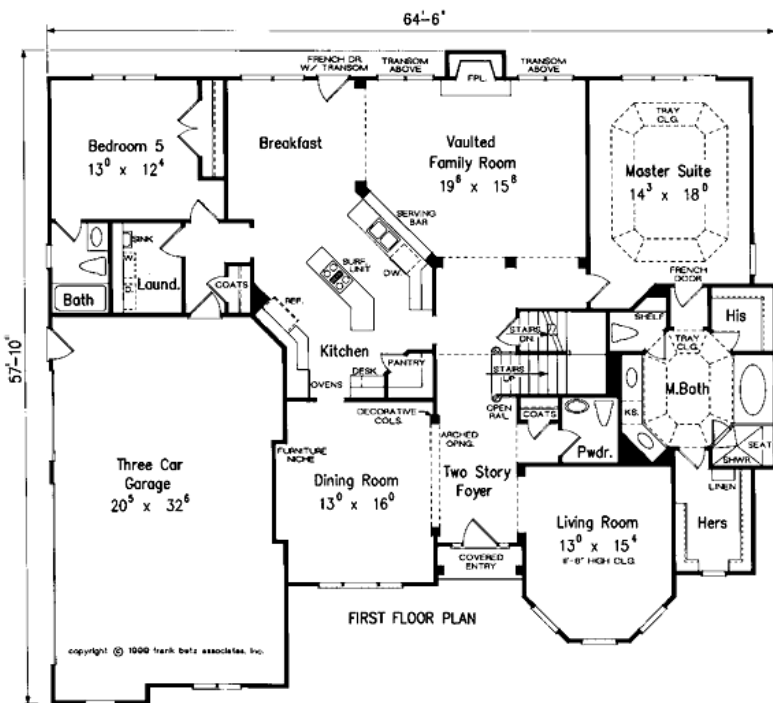 64'-6"
57'-10"
FRENCH DR.
W/ TRANSOM
TRANSOM
ABOVE
FPL.
TRANSOM
ABOVE
Bedroom 5
13⁰ x 12⁴
Breakfast
Vaulted
Family Room
19⁶ x 15⁸
TRAY
CLG.
Master Suite
14³ x 18⁰
SERVING
BAR
SINK
W.
D.
Laund.
Bath
COATS
SURF.
UNIT
D.W.
REF.
Kitchen
OVENS
DESK
PANTRY
STAIRS
DN.
STAIRS
UP
OPEN
RAIL
FRENCH
DOOR
SHELF
His
TRAY
CLG.
M.Bath
K.S.
SEAT
SHWR.
LINEN
Hers
COATS
Pwdr.
DECORATIVE
COLS.
ARCHED
OPNG.
FURNITURE
NICHE
Three Car
Garage
20⁵ x 32⁶
Dining Room
13⁰ x 16⁰
Two Story
Foyer
Living Room
13⁰ x 15⁴
HIGH CLG.
COVERED
ENTRY
FIRST FLOOR PLAN
copyright © frank betz associates, inc.